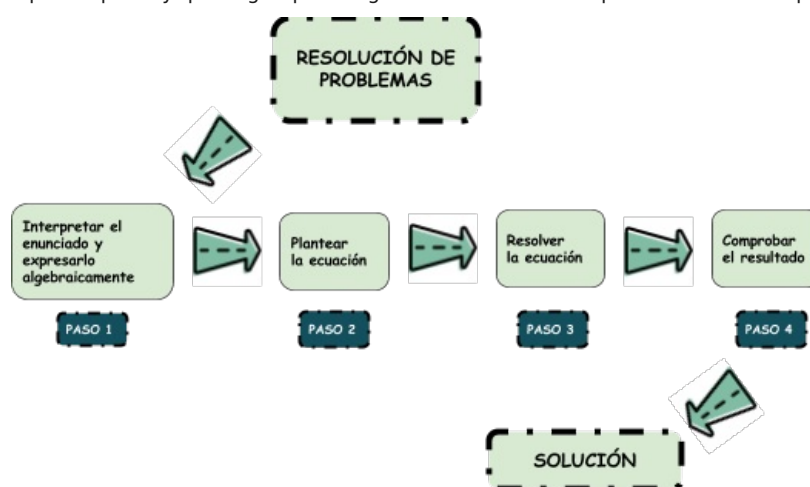 RESOLUCIÓN DE
PROBLEMAS
Interpretar el
enunciado y
expresarlo
algebraicamente
PASO 1
Plantear
la ecuación
PASO 2
Resolver
la ecuación
PASO 3
Comprobar
el resultado
PASO 4
SOLUCIÓN